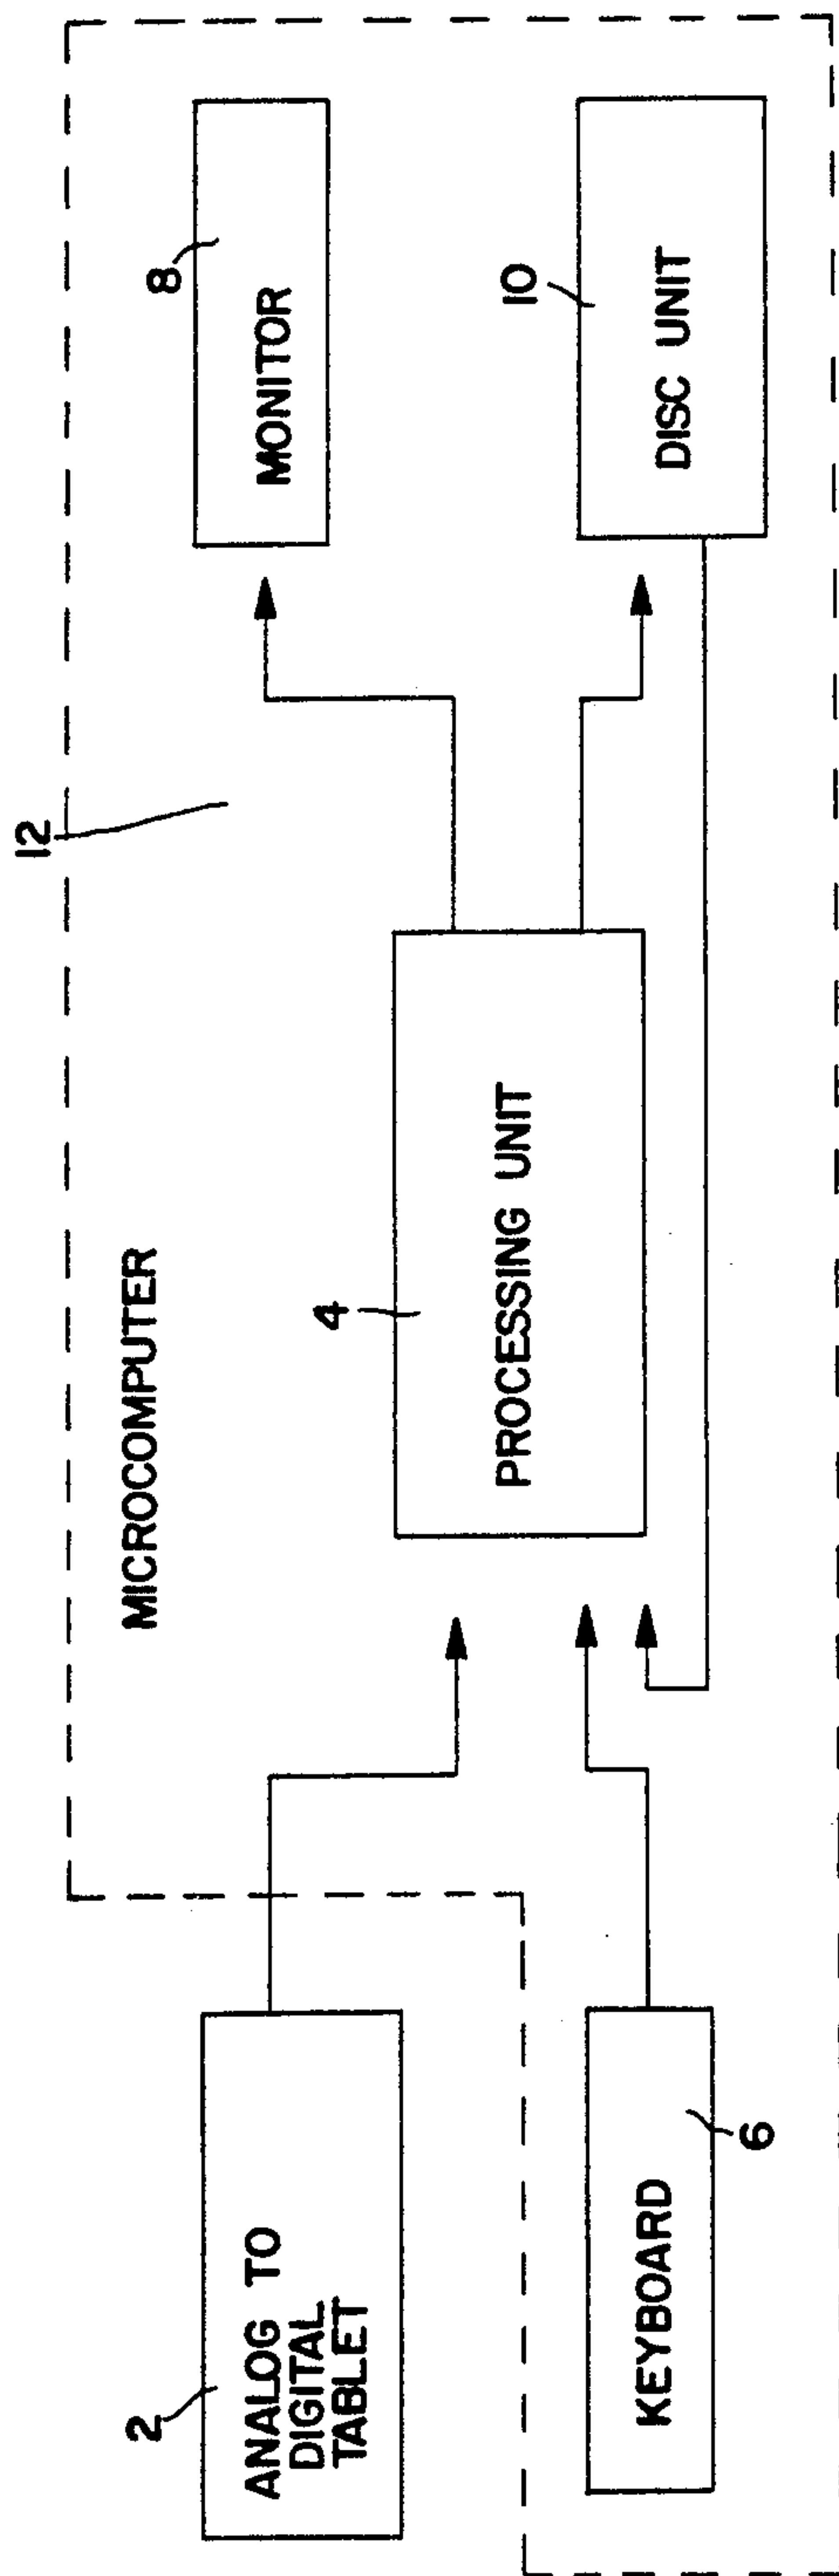 12
MICROCOMPUTER
2
ANALOG TO
DIGITAL
TABLET
4
PROCESSING UNIT
8
MONITOR
KEYBOARD
6
10
DISC UNIT